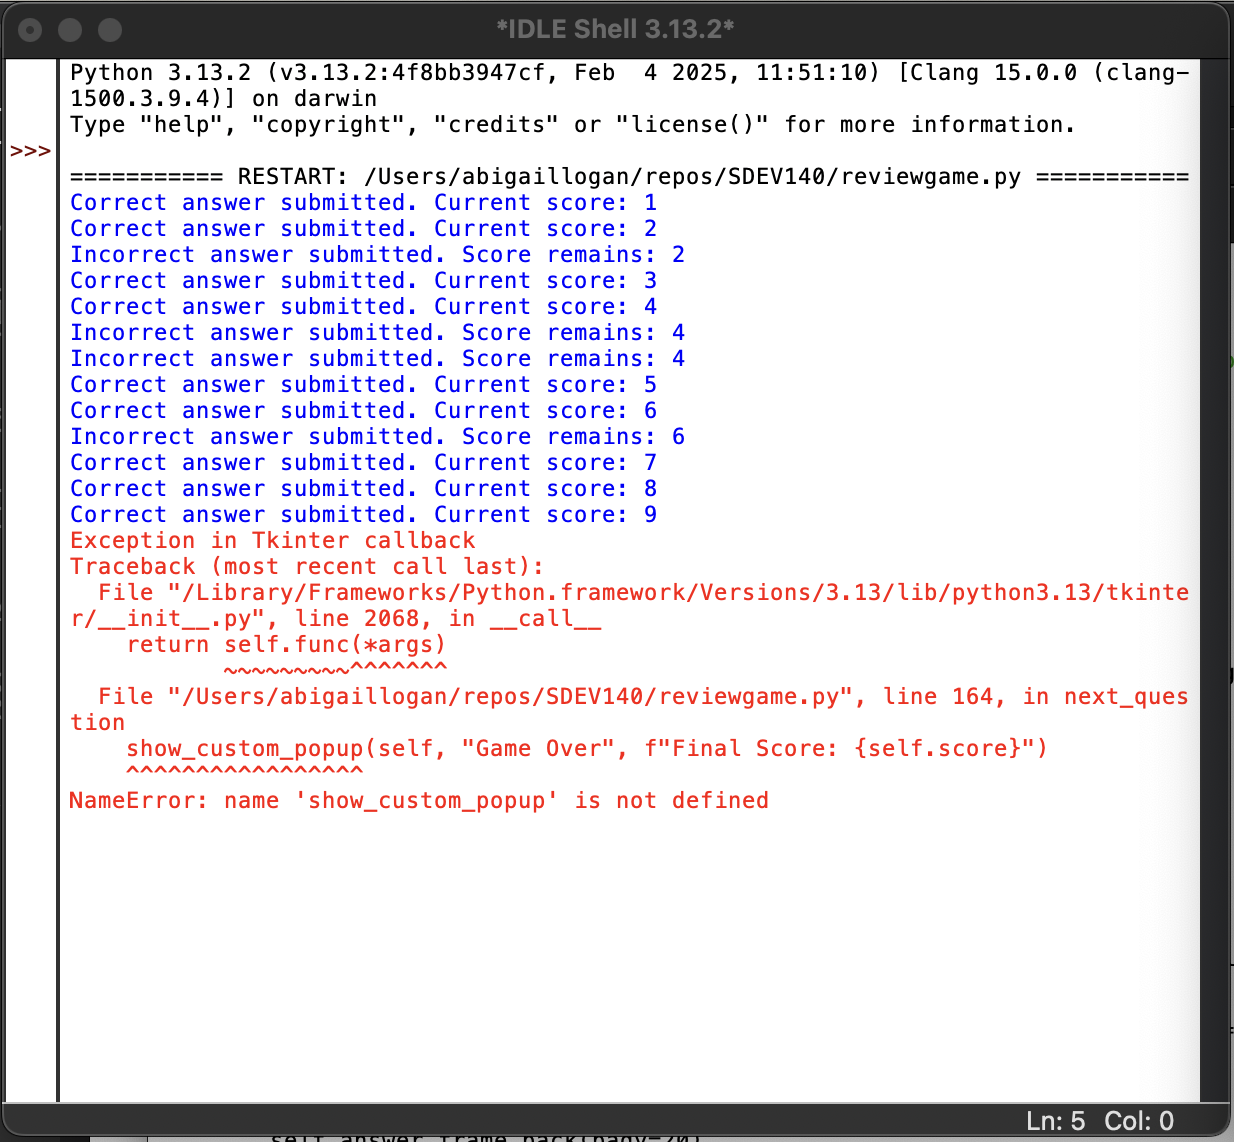 *IDLE Shell 3.13.2*
Python 3.13.2 (v3.13.2:4f8bb3947cf, Feb  4 2025, 11:51:10) [Clang 15.0.0 (clang-
1500.3.9.4)] on darwin
Type "help", "copyright", "credits" or "license()" for more information.
>>>
=========== RESTART: /Users/abigaillogan/repos/SDEV140/reviewgame.py ===========
Correct answer submitted. Current score: 1
Correct answer submitted. Current score: 2
Incorrect answer submitted. Score remains: 2
Correct answer submitted. Current score: 3
Correct answer submitted. Current score: 4
Incorrect answer submitted. Score remains: 4
Incorrect answer submitted. Score remains: 4
Correct answer submitted. Current score: 5
Correct answer submitted. Current score: 6
Incorrect answer submitted. Score remains: 6
Correct answer submitted. Current score: 7
Correct answer submitted. Current score: 8
Correct answer submitted. Current score: 9
Exception in Tkinter callback
Traceback (most recent call last):
  File "/Library/Frameworks/Python.framework/Versions/3.13/lib/python3.13/tkinte
r/__init__.py", line 2068, in __call__
    return self.func(*args)
           ~~~~~~~~~^^^^^^^
  File "/Users/abigaillogan/repos/SDEV140/reviewgame.py", line 164, in next_ques
tion
    show_custom_popup(self, "Game Over", f"Final Score: {self.score}")
    ^^^^^^^^^^^^^^^^^
NameError: name 'show_custom_popup' is not defined
Ln: 5  Col: 0